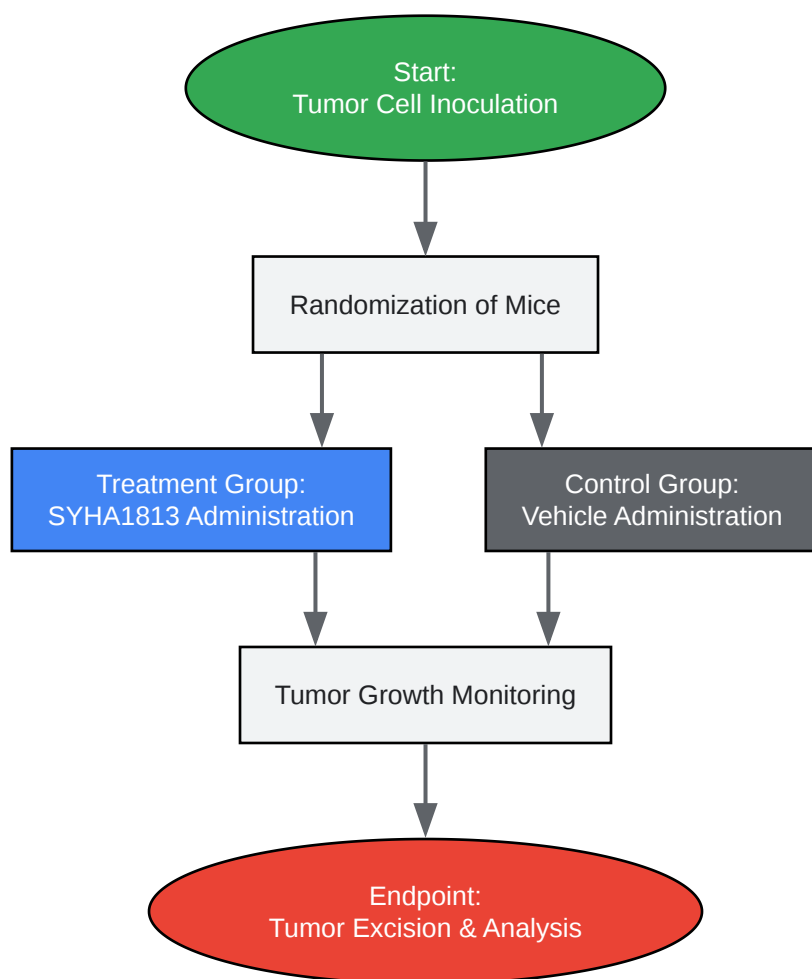 Start:
Tumor Cell Inoculation
Randomization of Mice
Treatment Group:
SYHA1813 Administration
Control Group:
Vehicle Administration
Tumor Growth Monitoring
Endpoint:
Tumor Excision & Analysis